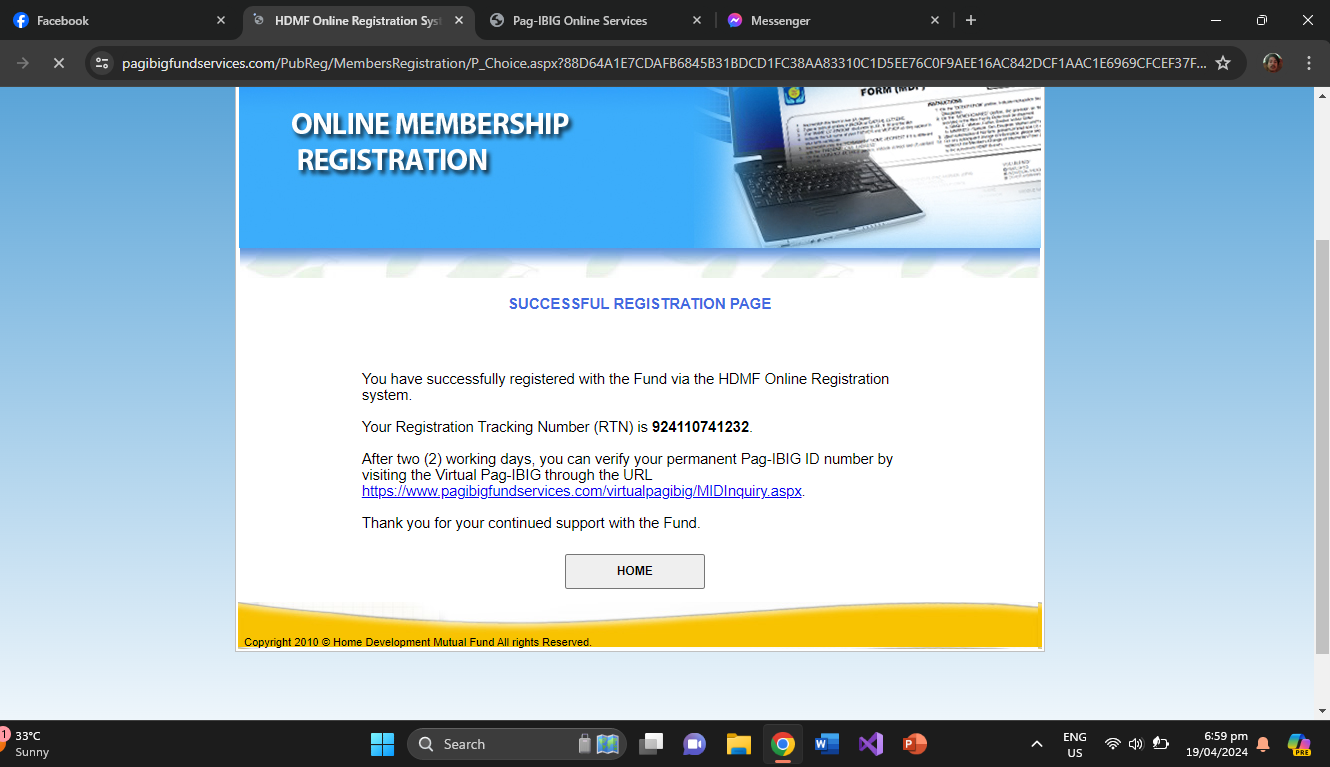 Facebook
HDMF Online Registration Syst
Pag-IBIG Online Services
Messenger
pagibigfundservices.com/PubReg/MembersRegistration/P_Choice.aspx?88D64A1E7CDAFB6845B31BDCD1FC38AA83310C1D5EE76C0F9AEE16AC842DCF1AAC1E6969CFCEF37F...
FORM (MDF)
INSTRUCTIONS
ONLINE MEMBERSHIP
REGISTRATION
SUCCESSFUL REGISTRATION PAGE
You have successfully registered with the Fund via the HDMF Online Registration
system.
Your Registration Tracking Number (RTN) is 924110741232.
After two (2) working days, you can verify your permanent Pag-IBIG ID number by
visiting the Virtual Pag-IBIG through the URL
https://www.pagibigfundservices.com/virtualpagibig/MIDInquiry.aspx.
Thank you for your continued support with the Fund.
HOME
Copyright 2010 © Home Development Mutual Fund All rights Reserved.
1
33°C
Sunny
Search
ENG
US
6:59 pm
19/04/2024
PRE